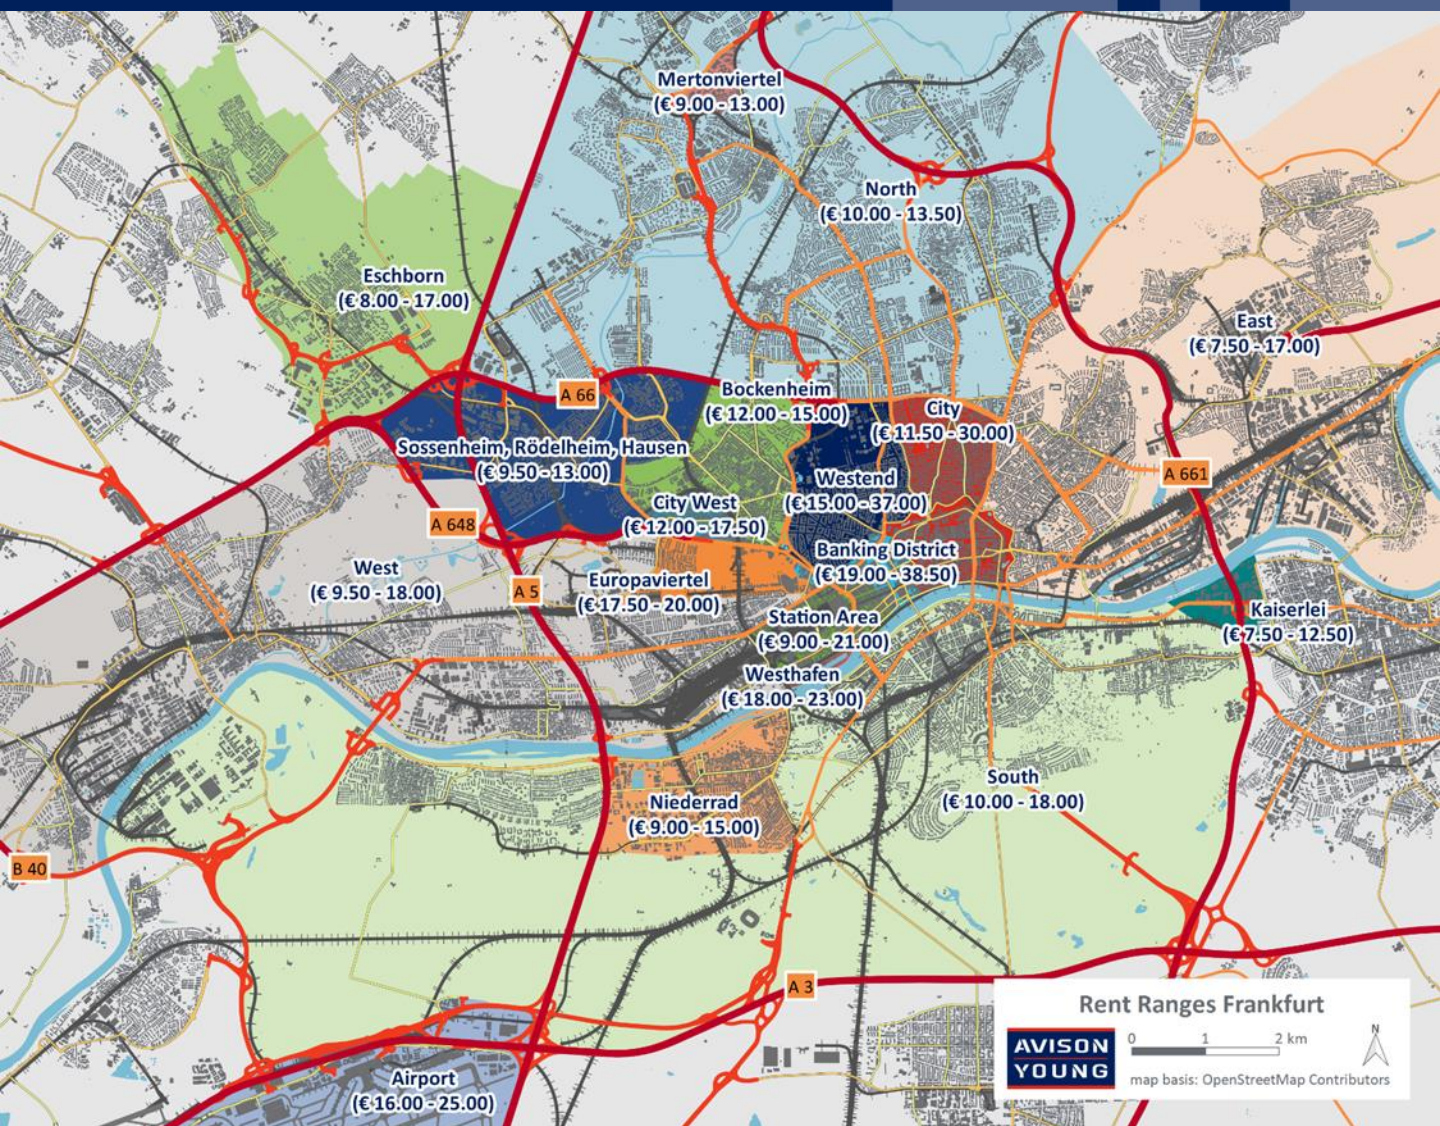 Mertonviertel
(€ 9.00 - 13.00)
North
(€ 10.00 - 13.50)
Eschborn
(€ 8.00 - 17.00)
East
(€ 7.50 - 17.00)
A 66
Bockenheim
(€ 12.00 - 15.00)
City
(€ 11.50 - 30.00)
Sossenheim, Rödelheim, Hausen
(€ 9.50 - 13.00)
A 661
Westend
(€ 15.00 - 37.00)
City West
(€ 12.00 - 17.50)
A 648
Banking District
(€ 19.00 - 38.50)
West
(€ 9.50 - 18.00)
A 5
Europaviertel
(€ 17.50 - 20.00)
Station Area
(€ 9.00 - 21.00)
Kaiserlei
(€ 7.50 - 12.50)
Westhafen
(€ 18.00 - 23.00)
South
(€ 10.00 - 18.00)
Niederrad
(€ 9.00 - 15.00)
B 40
A 3
Airport
(€ 16.00 - 25.00)
Rent Ranges Frankfurt
AVISON
YOUNG
0 1 2 km
N
map basis: OpenStreetMap Contributors